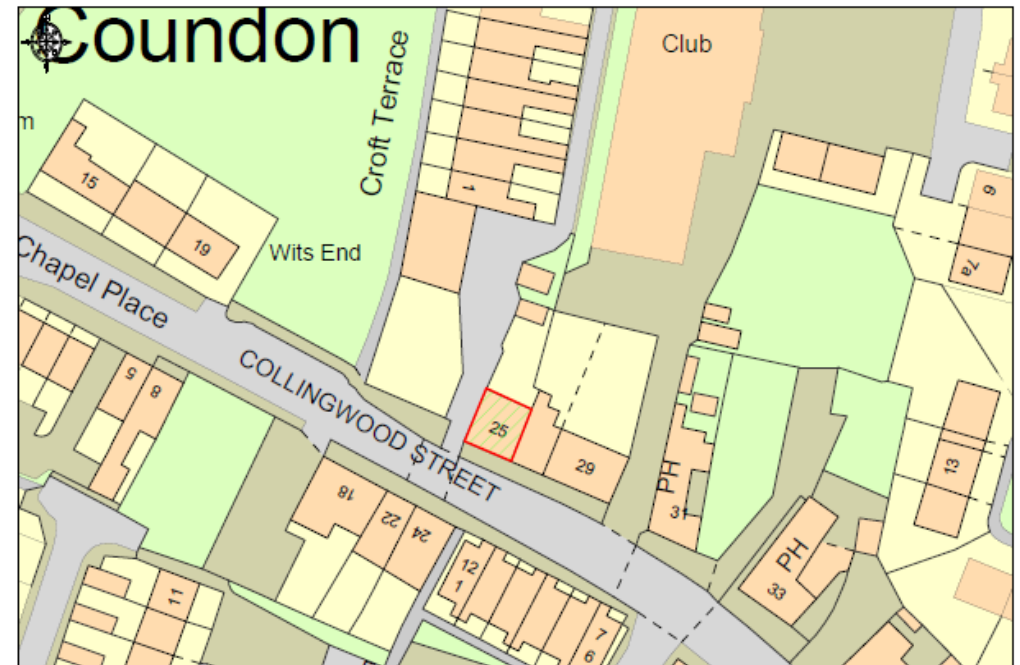 Coundon
Club
Croft Terrace
m
15
19
1
Wits End
6
7a
Chapel Place
COLLINGWOOD STREET
5
8
25
29
PH
31
13
18
22
24
PH
33
12
1
11
7
6